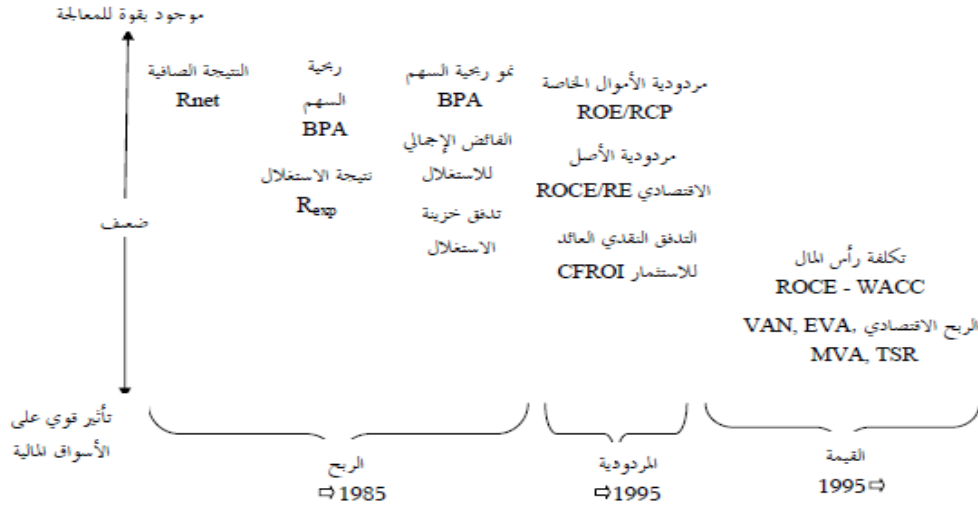 موجود بقوة للمعالجة
النتيجة الصافية
Rnet
ربحية
السهم
BPA
نتيجة الاستغلال
Rexp
نمو ربحية السهم
BPA
الفائض الإجمالي
للاستغلال
تدفق خزينة
الاستغلال
مردودية الأموال الخاصة
ROE/RCP
مردودية الأصل
الاقتصادي ROCE/RE
التدفق النقدي العائد
للاستثمار CFROI
تكلفة رأس المال
ROCE - WACC
الربح الاقتصادي VAN, EVA,
MVA, TSR
ضعيف
تأثير قوي على
الأسواق المالية
الربح
⇨1985
المردودية
⇨1995
القيمة
1995⇨